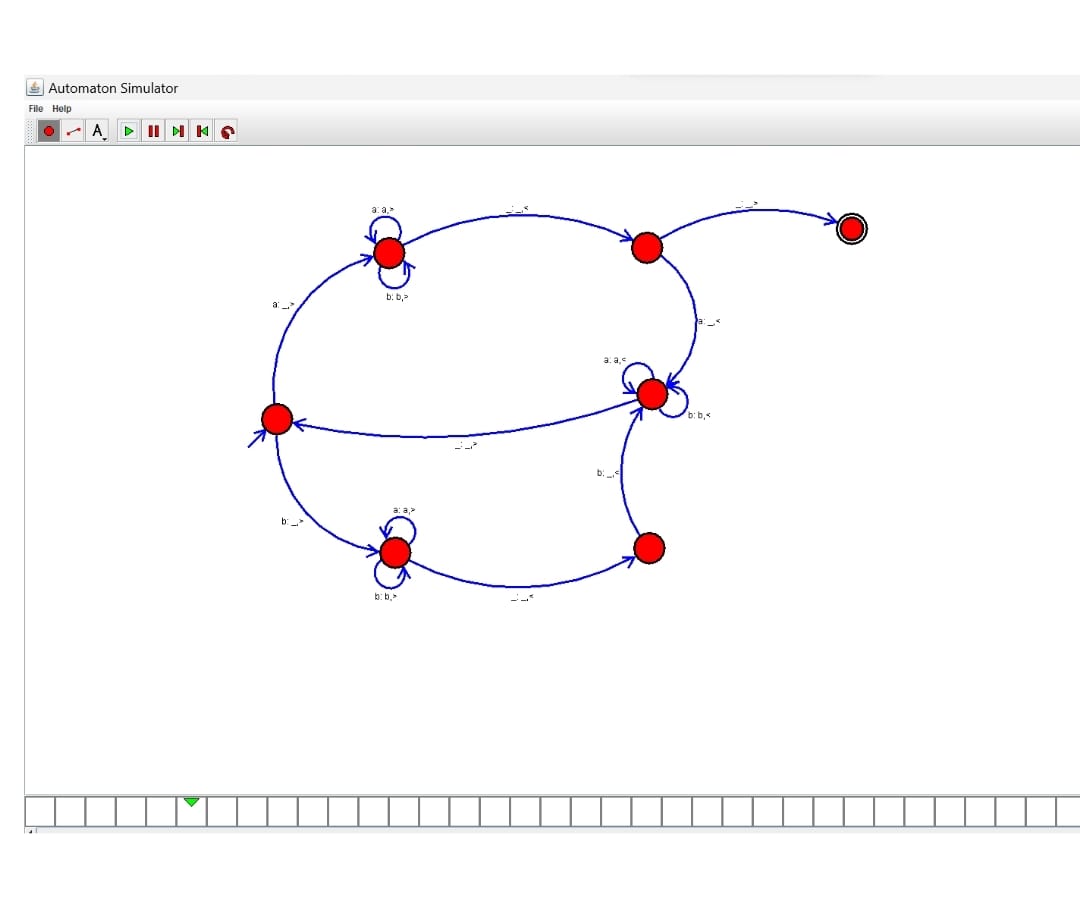 Automaton Simulator
File Help
A
_: _,>
a: a,>
_: _,<
b: b,>
a: _,>
a: _,<
a: a,<
b: b,<
_: _,>
b: _,<
a: a,>
b: _,>
b: b,>
_: _,<